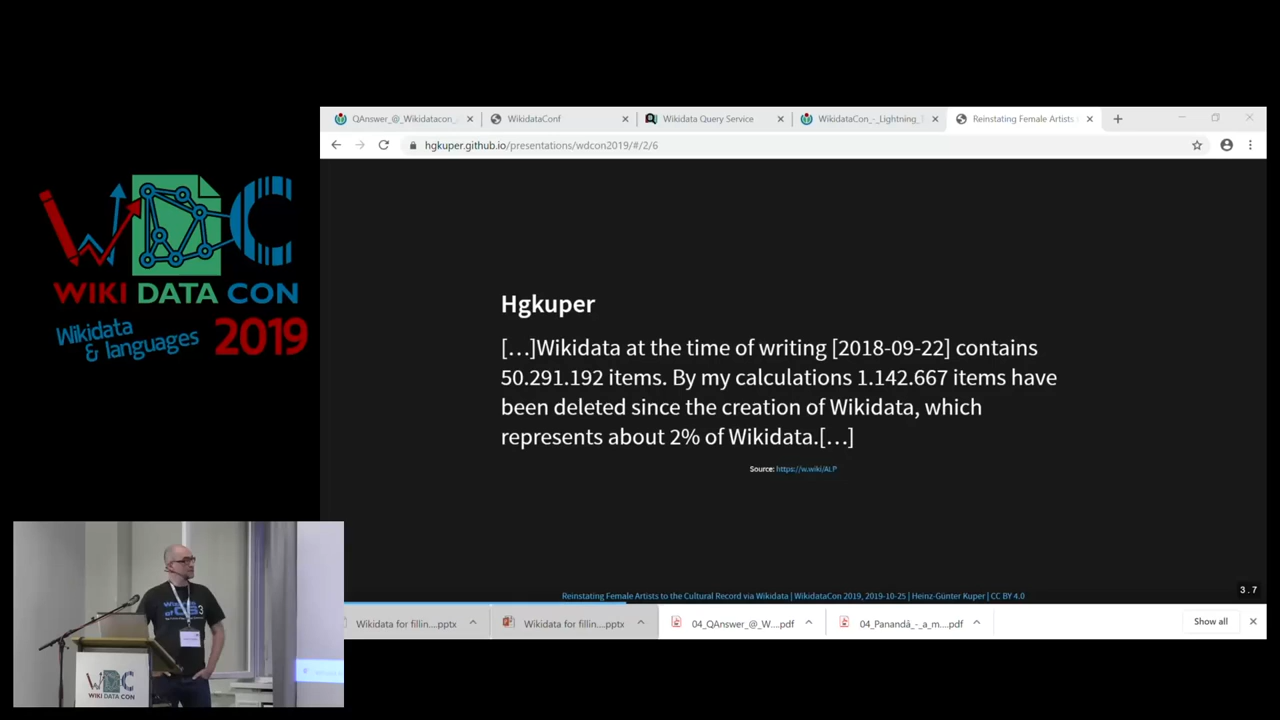 QAnswer_@_Wikidatacon_
WikidataConf
Wikidata Query Service
WikidataCon_-_Lightning_
Reinstating Female Artists
hgkuper.github.io/presentations/wdcon2019/#/2/6
WIKI DATA CON
Wikidata
& languages 2019
Hgkuper
[…]Wikidata at the time of writing [2018-09-22] contains
50.291.192 items. By my calculations 1.142.667 items have
been deleted since the creation of Wikidata, which
represents about 2% of Wikidata.[…]
Source: https://w.wiki/ALP
3.7
Reinstating Female Artists to the Cultural Record via Wikidata | WikidataCon 2019, 2019-10-25 | Heinz-Günter Kuper | CC BY 4.0
Wikidata for fillin....pptx
Wikidata for fillin....pptx
04_QAnswer_@_W....pdf
04_Panandâ_-_a_m....pdf
Show all
WIKI DATA CON